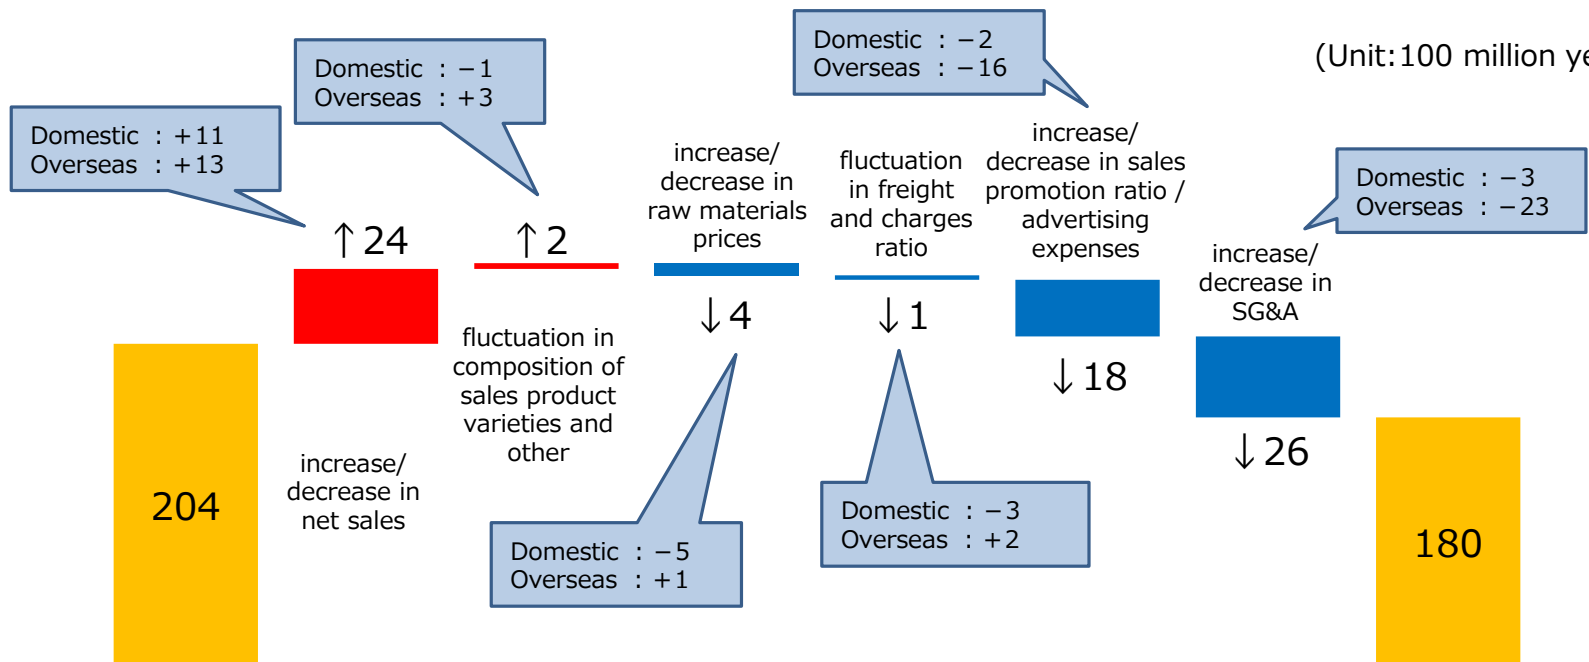 (Unit:100 million ye
Domestic : −2
Overseas : −16
Domestic : −1
Overseas : +3
Domestic : +11
Overseas : +13
increase/
decrease in
raw materials
prices
fluctuation
in freight
and charges
ratio
increase/
decrease in sales
promotion ratio /
advertising
expenses
Domestic : −3
Overseas : −23
↑24
↑2
increase/
decrease in
SG&A
↓4
↓1
fluctuation in
composition of
sales product
varieties and
other
↓18
↓26
increase/
decrease in
net sales
204
Domestic : −5
Overseas : +1
Domestic : −3
Overseas : +2
180